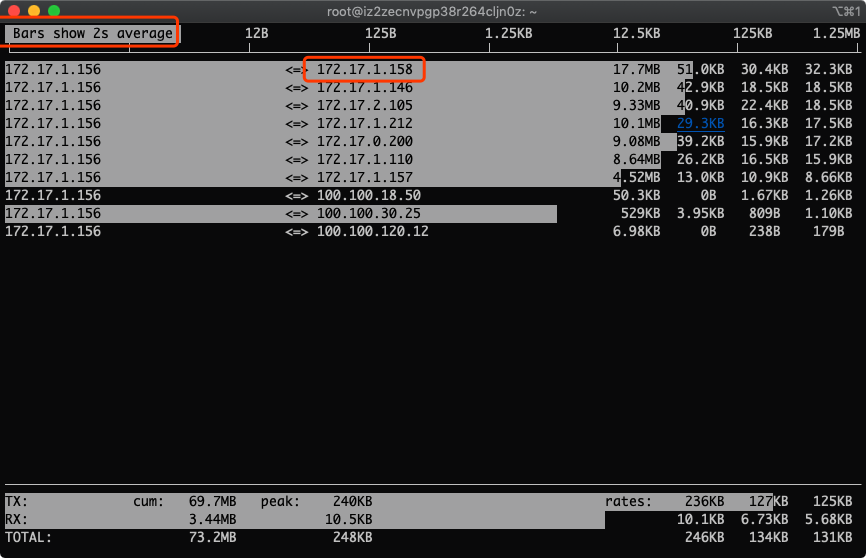 root@iz2zecnvpgp38r264cljn0z: ~ ⌥⌘1
Bars show 2s average 12B 125B 1.25KB 12.5KB 125KB 1.25MB
172.17.1.156 <=> 172.17.1.158 17.7MB 51.0KB 30.4KB 32.3KB
172.17.1.156 <=> 172.17.1.146 10.2MB 42.9KB 18.5KB 18.5KB
172.17.1.156 <=> 172.17.2.105 9.33MB 40.9KB 22.4KB 18.5KB
172.17.1.156 <=> 172.17.1.212 10.1MB 29.3KB 16.3KB 17.5KB
172.17.1.156 <=> 172.17.0.200 9.08MB 39.2KB 15.9KB 17.2KB
172.17.1.156 <=> 172.17.1.110 8.64MB 26.2KB 16.5KB 15.9KB
172.17.1.156 <=> 172.17.1.157 4.52MB 13.0KB 10.9KB 8.66KB
172.17.1.156 <=> 100.100.18.50 50.3KB 0B 1.67KB 1.26KB
172.17.1.156 <=> 100.100.30.25 529KB 3.95KB 809B 1.10KB
172.17.1.156 <=> 100.100.120.12 6.98KB 0B 238B 179B
TX: cum: 69.7MB peak: 240KB rates: 236KB 127KB 125KB
RX: 3.44MB 10.5KB 10.1KB 6.73KB 5.68KB
TOTAL: 73.2MB 248KB 246KB 134KB 131KB